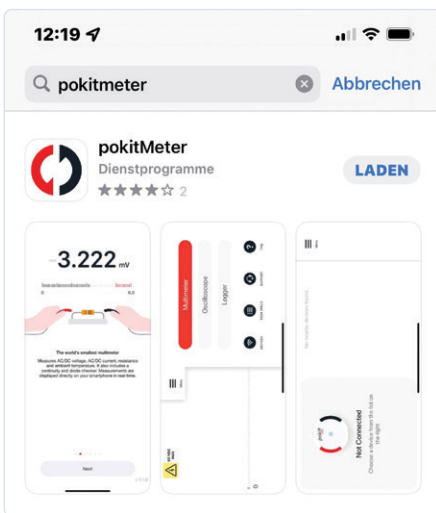 12:19
pokitmeter
Abbrechen
pokitMeter
Dienstprogramme
2
LADEN
3.222 mV
0
The world's smallest multimeter
Measures AC/DC voltage, AC/DC current, resistance
and ambient temperature. It also includes a
continuity and diode checker. Measurements are
displayed directly on your smartphone in real time.
Next
Multimeter
Oscilloscope
Logger
Not Connected
Choose a device from the list on
the right